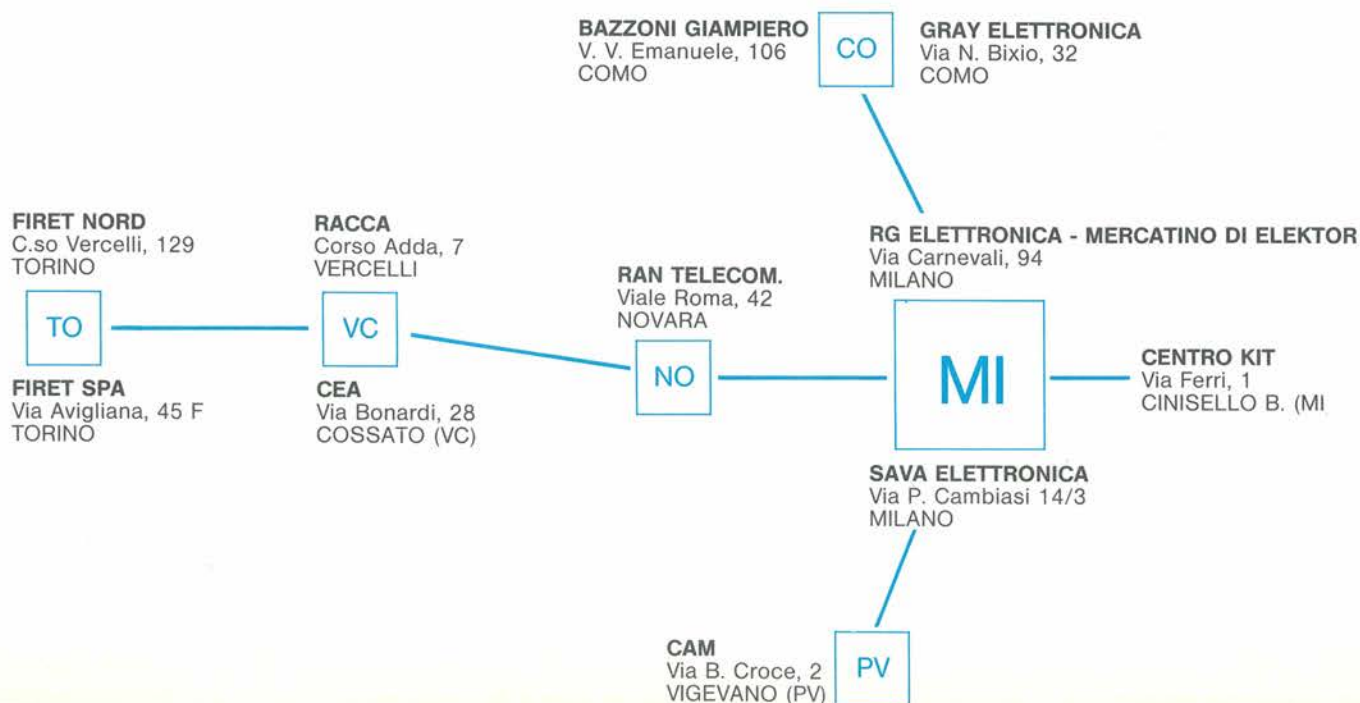 BAZZONI GIAMPIERO
V. V. Emanuele, 106
COMO
CO
GRAY ELETTRONICA
Via N. Bixio, 32
COMO
FIRET NORD
C.so Vercelli, 129
TORINO
TO
FIRET SPA
Via Avigliana, 45 F
TORINO
RACCA
Corso Adda, 7
VERCELLI
VC
CEA
Via Bonardi, 28
COSSATO (VC)
RAN TELECOM.
Viale Roma, 42
NOVARA
NO
RG ELETTRONICA - MERCATINO DI ELEKTOR
Via Carnevali, 94
MILANO
MI
CENTRO KIT
Via Ferri, 1
CINISELLO B. (MI
SAVA ELETTRONICA
Via P. Cambiasi 14/3
MILANO
CAM
Via B. Croce, 2
VIGEVANO (PV)
PV